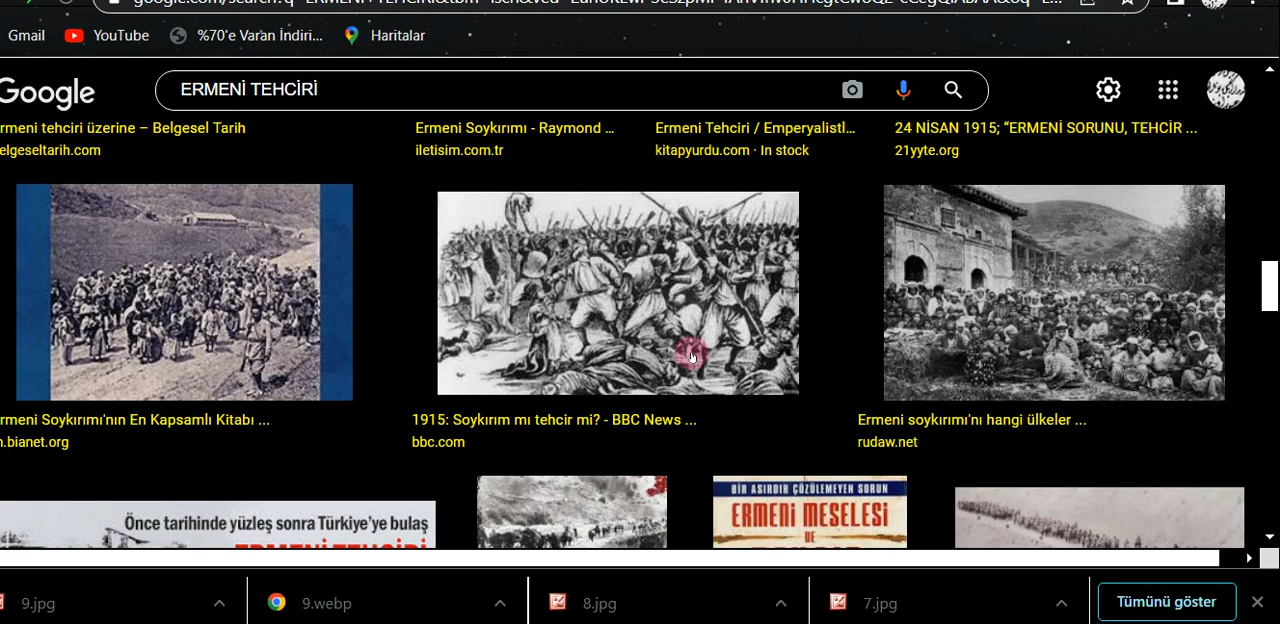 Gmail
YouTube
%70'e Varan İndiri...
Haritalar
Google
ERMENİ TEHCİRİ
rmeni tehciri üzerine – Belgesel Tarih
elgeseltarih.com
Ermeni Soykırımı - Raymond ...
iletisim.com.tr
Ermeni Tehciri / Emperyalistl...
kitapyurdu.com · In stock
24 NİSAN 1915; “ERMENİ SORUNU, TEHCİR ...
21yyte.org
rmeni Soykırımı'nın En Kapsamlı Kitabı ...
n.bianet.org
1915: Soykırım mı tehcir mi? - BBC News ...
bbc.com
Ermeni soykırımı'nı hangi ülkeler ...
rudaw.net
Önce tarihinde yüzleş sonra Türkiye'ye bulaş
ERMENİ TEHCİRİ
BİR ASIRDIR ÇÖZÜLEMEYEN SORUN
ERMENİ MESELESİ
VE
9.jpg
9.webp
8.jpg
7.jpg
Tümünü göster